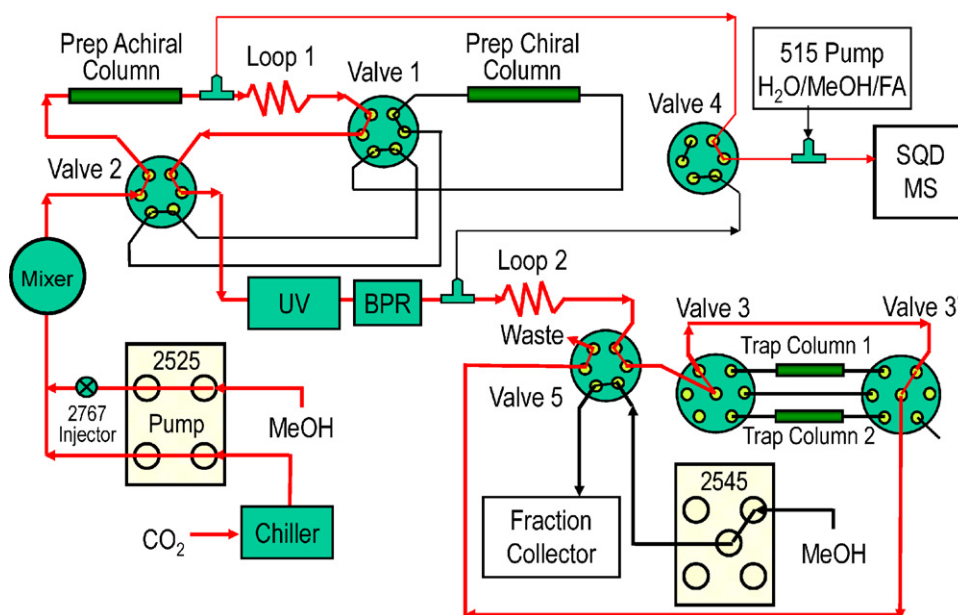 Prep Achiral
Column
Loop 1
Valve 1
Prep Chiral
Column
515 Pump
H₂O/MeOH/FA
Valve 4
SQD
MS
Valve 2
Mixer
UV
BPR
Loop 2
Waste
Valve 5
Valve 3
Valve 3'
Trap Column 1
Trap Column 2
2525
Pump
2767
Injector
MeOH
CO₂
Chiller
Fraction
Collector
2545
MeOH